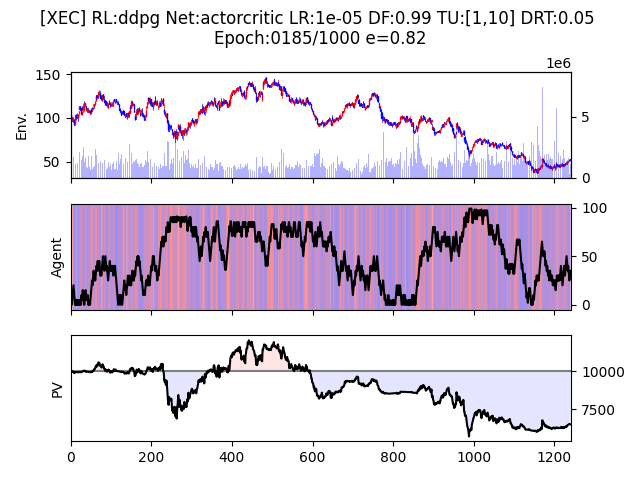 [XEC] RL:ddpg Net:actorcritic LR:1e-05 DF:0.99 TU:[1,10] DRT:0.05
Epoch:0185/1000 e=0.82
1e6
150
100
50
Env.
5
0
Agent
100
50
0
PV
10000
7500
0 200 400 600 800 1000 1200